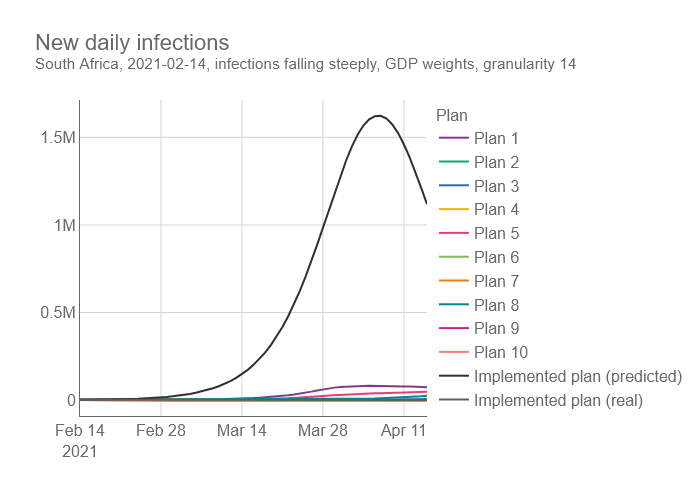 New daily infections
South Africa, 2021-02-14, infections falling steeply, GDP weights, granularity 14
Plan
Plan 1
Plan 2
Plan 3
Plan 4
Plan 5
Plan 6
Plan 7
Plan 8
Plan 9
Plan 10
Implemented plan (predicted)
Implemented plan (real)
1.5M
1M
0.5M
0
Feb 14
2021
Feb 28
Mar 14
Mar 28
Apr 11